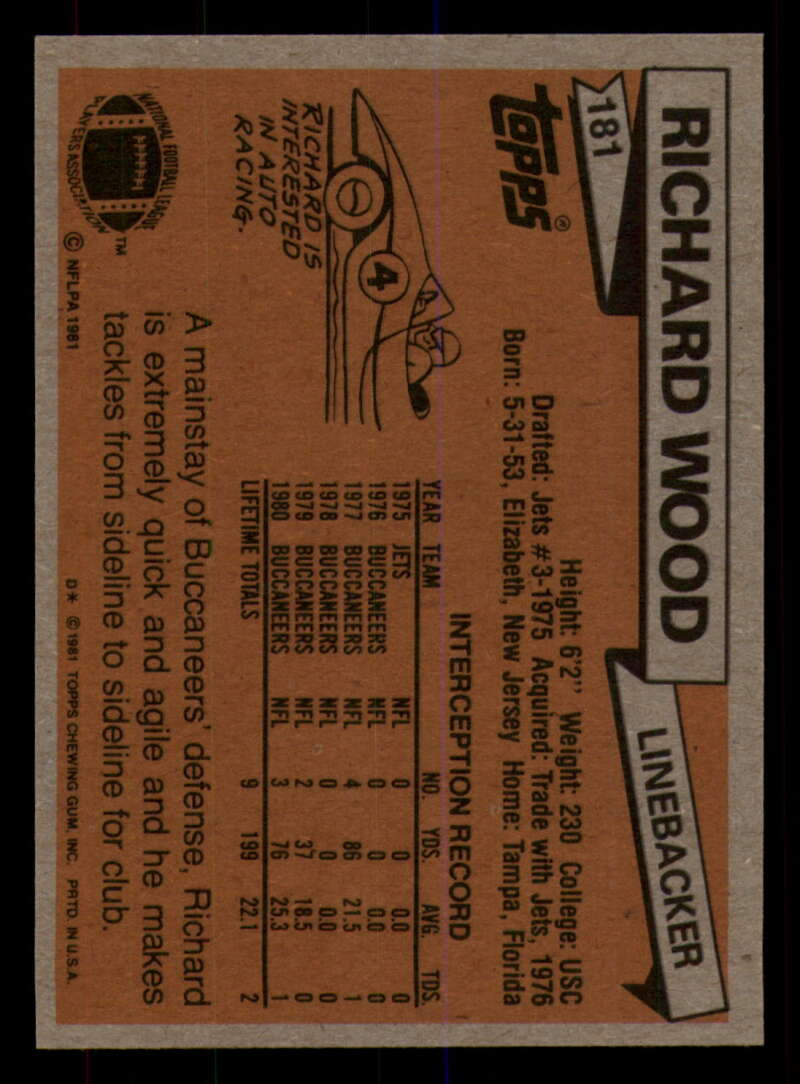 RICHARD WOOD
LINEBACKER
181
topps®
Height: 6'2" Weight: 230 College: USC
Drafted: Jets #3-1975 Acquired: Trade with Jets, 1976
Born: 5-31-53, Elizabeth, New Jersey Home: Tampa, Florida
4
RICHARD IS
INTERESTED
IN AUTO
RACING.
INTERCEPTION RECORD
YEAR TEAM NO. YDS. AVG. TDS.
1975 JETS NFL 0 0 0.0 0
1976 BUCCANEERS NFL 0 0 0.0 0
1977 BUCCANEERS NFL 4 86 21.5 1
1978 BUCCANEERS NFL 0 0 0.0 0
1979 BUCCANEERS NFL 2 37 18.5 0
1980 BUCCANEERS NFL 3 76 25.3 1
LIFETIME TOTALS 9 199 22.1 2
NATIONAL FOOTBALL LEAGUE
PLAYERS ASSOCIATION
™
© NFLPA 1981
A mainstay of Buccaneers' defense, Richard
is extremely quick and agile and he makes
tackles from sideline to sideline for club.
D* ©1981 TOPPS CHEWING GUM, INC. PRTD. IN U.S.A.